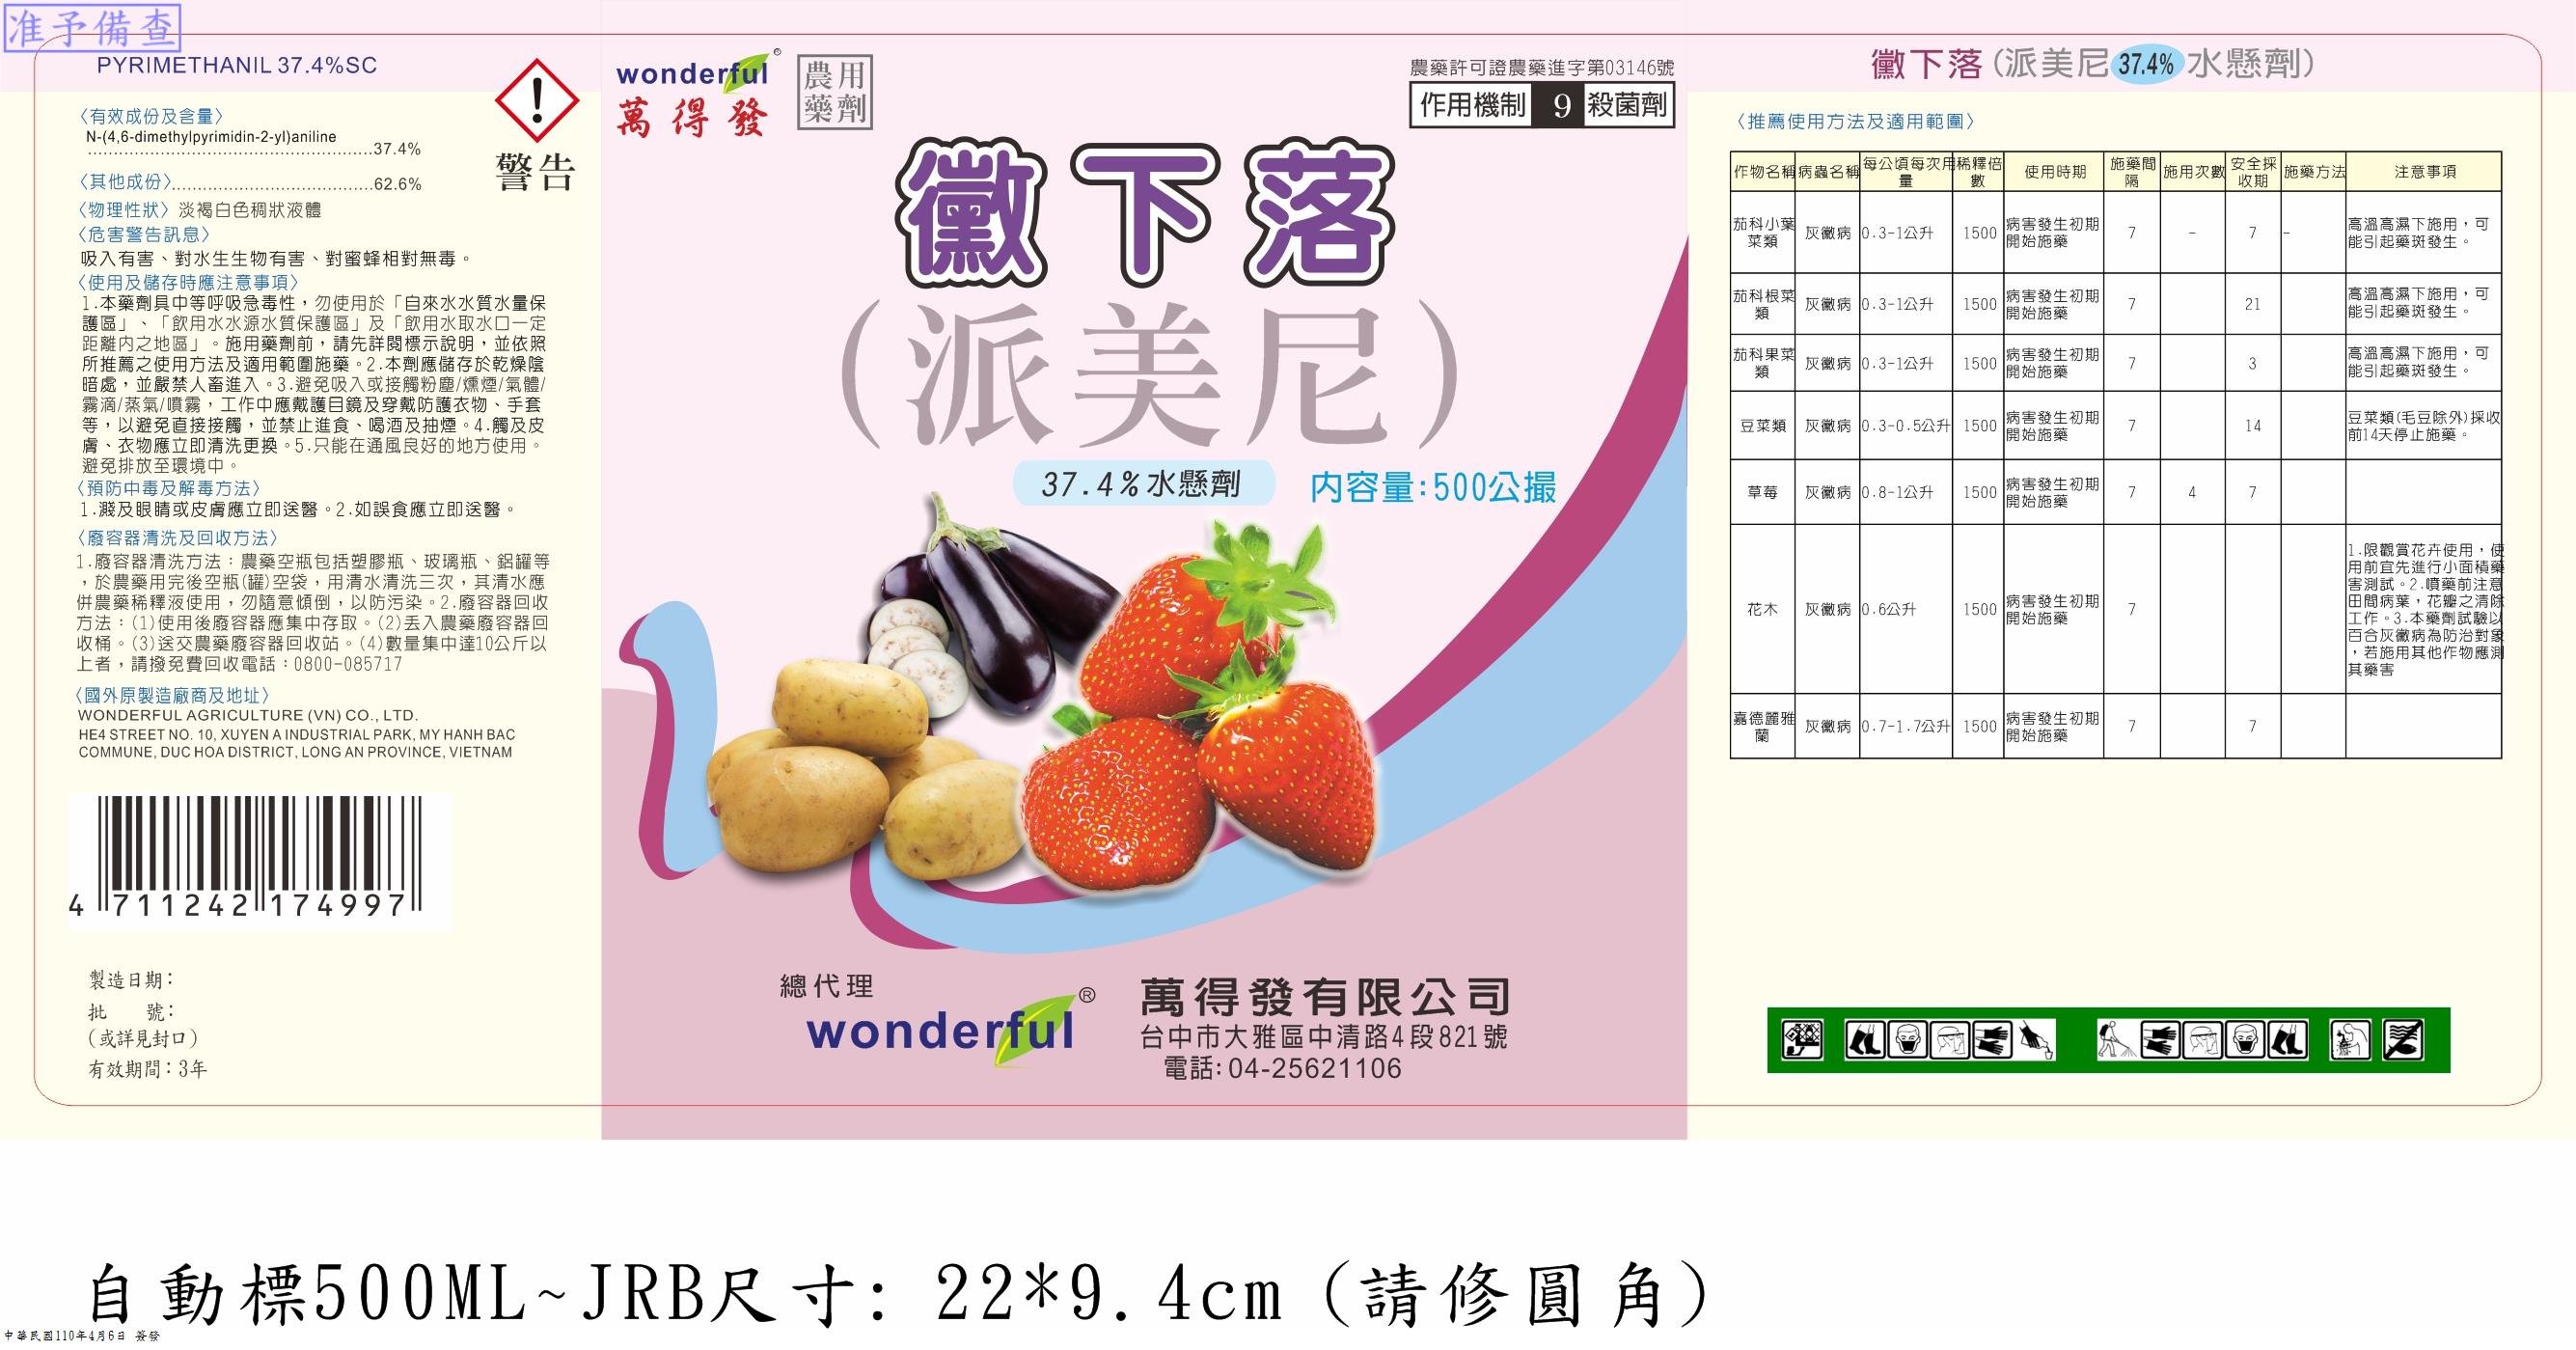 准予備查
PYRIMETHANIL 37.4%SC
警告
〈有效成份及含量〉
N-(4,6-dimethylpyrimidin-2-yl)aniline
......................................................37.4%
〈其他成份〉......................................62.6%
〈物理性狀〉淡褐白色稠狀液體
〈危害警告訊息〉
吸入有害、對水生生物有害、對蜜蜂相對無毒。
〈使用及儲存時應注意事項〉
1.本藥劑具中等呼吸急毒性，勿使用於「自來水水質水量保
護區」、「飲用水水源水質保護區」及「飲用水取水口一定
距離内之地區」。施用藥劑前，請先詳閱標示說明，並依照
所推薦之使用方法及適用範圍施藥。2.本劑應儲存於乾燥陰
暗處，並嚴禁人畜進入。3.避免吸入或接觸粉塵/燻煙/氣體/
霧滴/蒸氣/噴霧，工作中應戴護目鏡及穿戴防護衣物、手套
等，以避免直接接觸，並禁止進食、喝酒及抽煙。4.觸及皮
膚、衣物應立即清洗更換。5.只能在通風良好的地方使用。
避免排放至環境中。
〈預防中毒及解毒方法〉
1.濺及眼睛或皮膚應立即送醫。2.如誤食應立即送醫。
〈廢容器清洗及回收方法〉
1.廢容器清洗方法：農藥空瓶包括塑膠瓶、玻璃瓶、鋁罐等
，於農藥用完後空瓶(罐)空袋，用清水清洗三次，其清水應
併農藥稀釋液使用，勿隨意傾倒，以防污染。2.廢容器回收
方法：(1)使用後廢容器應集中存取。(2)丟入農藥廢容器回
收桶。(3)送交農藥廢容器回收站。(4)數量集中達10公斤以
上者，請撥免費回收電話：0800-085717
〈國外原製造廠商及地址〉
WONDERFUL AGRICULTURE (VN) CO., LTD.
HE4 STREET NO. 10, XUYEN A INDUSTRIAL PARK, MY HANH BAC
COMMUNE, DUC HOA DISTRICT, LONG AN PROVINCE, VIETNAM
4 711242 174997
製造日期：
批　　號：
（或詳見封口）
有效期間：3年
wonderful®
萬得發
農用
藥劑
農藥許可證農藥進字第03146號
作用機制 9 殺菌劑
黴下落
(派美尼)
37.4%水懸劑 内容量:500公撮
總代理
wonderful®
萬得發有限公司
台中市大雅區中清路4段821號
電話:04-25621106
黴下落(派美尼37.4%水懸劑)
〈推薦使用方法及適用範圍〉
作物名稱 病蟲名稱 每公頃每次用量 稀釋倍數 使用時期 施藥間隔 施用次數 安全採收期 施藥方法 注意事項
茄科小葉菜類 灰黴病 0.3-1公升 1500 病害發生初期開始施藥 7 - 7 - 高溫高濕下施用，可能引起藥斑發生。
茄科根菜類 灰黴病 0.3-1公升 1500 病害發生初期開始施藥 7 21 高溫高濕下施用，可能引起藥斑發生。
茄科果菜類 灰黴病 0.3-1公升 1500 病害發生初期開始施藥 7 3 高溫高濕下施用，可能引起藥斑發生。
豆菜類 灰黴病 0.3-0.5公升 1500 病害發生初期開始施藥 7 14 豆菜類(毛豆除外)採收前14天停止施藥。
草莓 灰黴病 0.8-1公升 1500 病害發生初期開始施藥 7 4 7
花木 灰黴病 0.6公升 1500 病害發生初期開始施藥 7 1.限觀賞花卉使用，使用前宜先進行小面積藥害測試。2.噴藥前注意田間病葉，花瓣之清除工作。3.本藥劑試驗以百合灰黴病為防治對象，若施用其他作物應測其藥害
嘉德麗雅蘭 灰黴病 0.7-1.7公升 1500 病害發生初期開始施藥 7 7
自動標500ML~JRB尺寸: 22*9.4cm (請修圓角)
中華民國110年4月6日 簽發